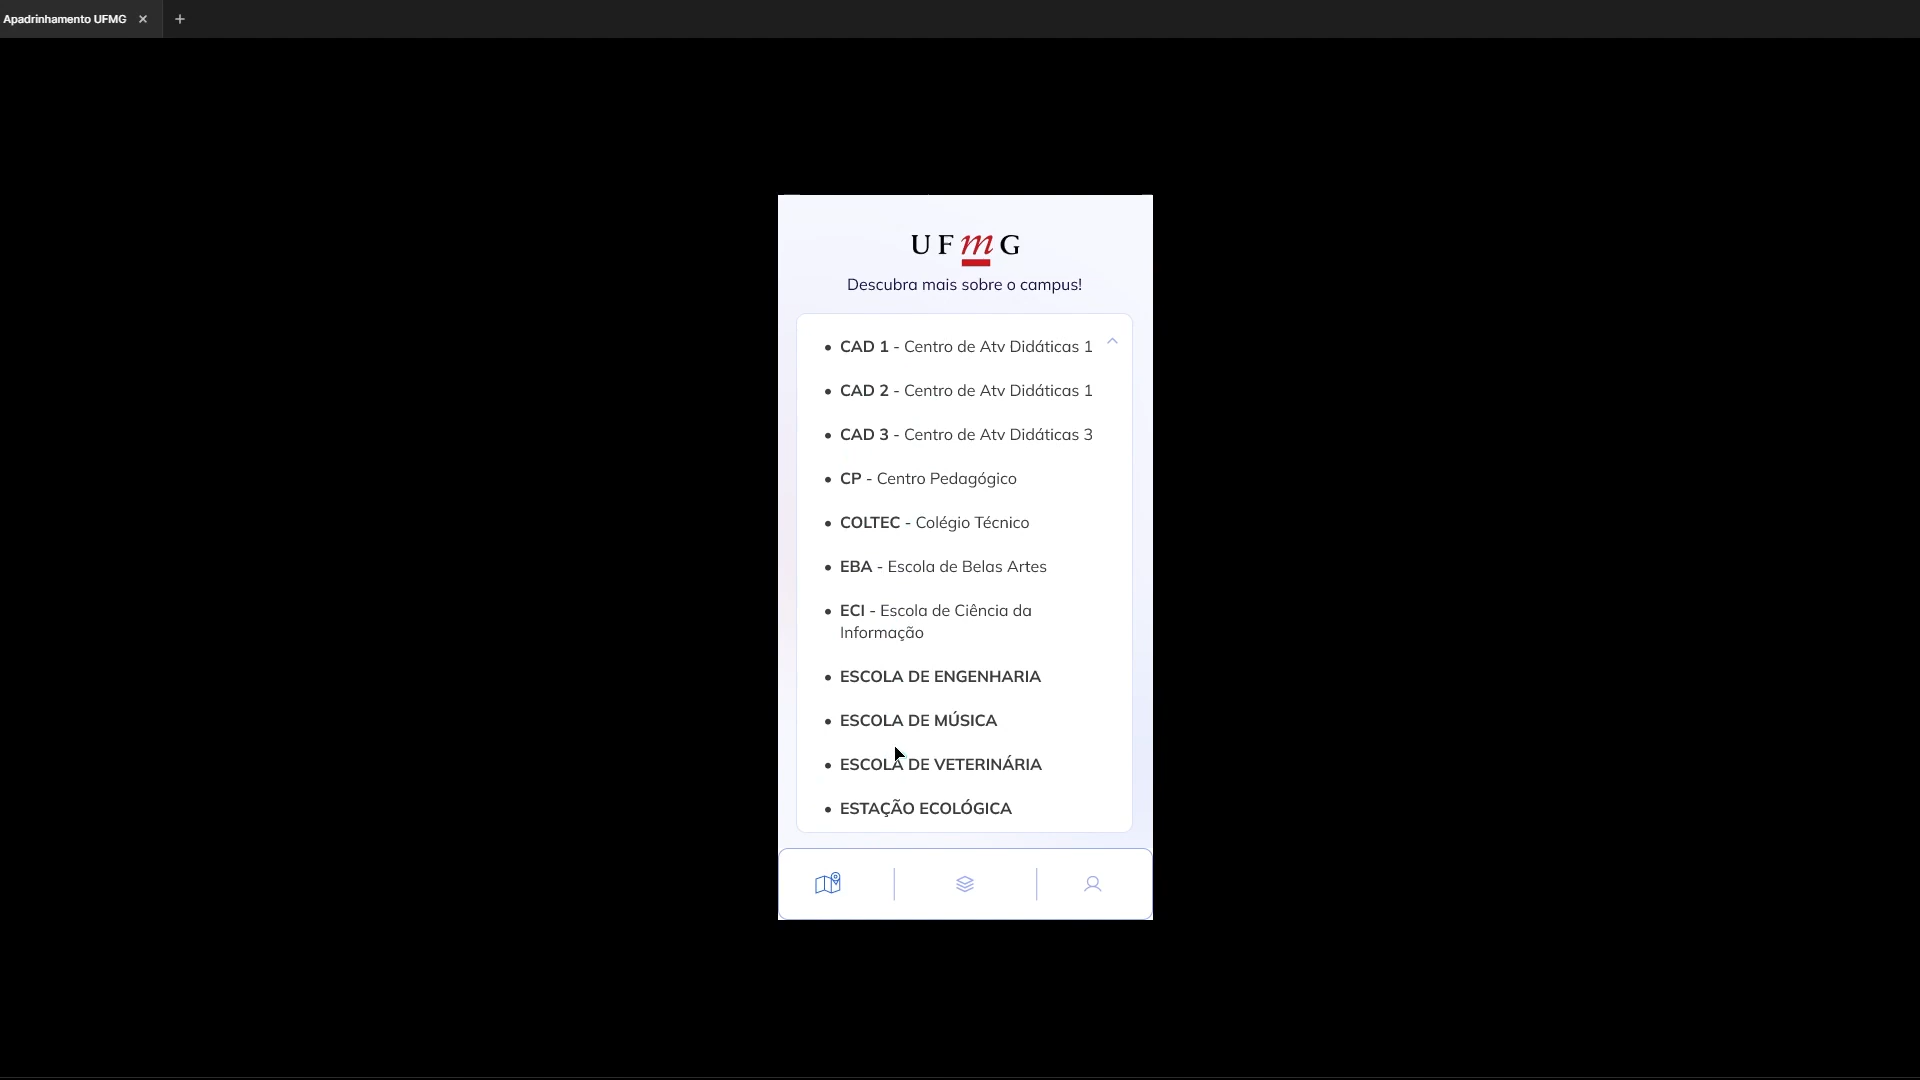 Apadrinhamento UFMG
UFmG
Descubra mais sobre o campus!
• CAD 1 - Centro de Atv Didáticas 1
• CAD 2 - Centro de Atv Didáticas 1
• CAD 3 - Centro de Atv Didáticas 3
• CP - Centro Pedagógico
• COLTEC - Colégio Técnico
• EBA - Escola de Belas Artes
• ECI - Escola de Ciência da
Informação
• ESCOLA DE ENGENHARIA
• ESCOLA DE MÚSICA
• ESCOLA DE VETERINÁRIA
• ESTAÇÃO ECOLÓGICA